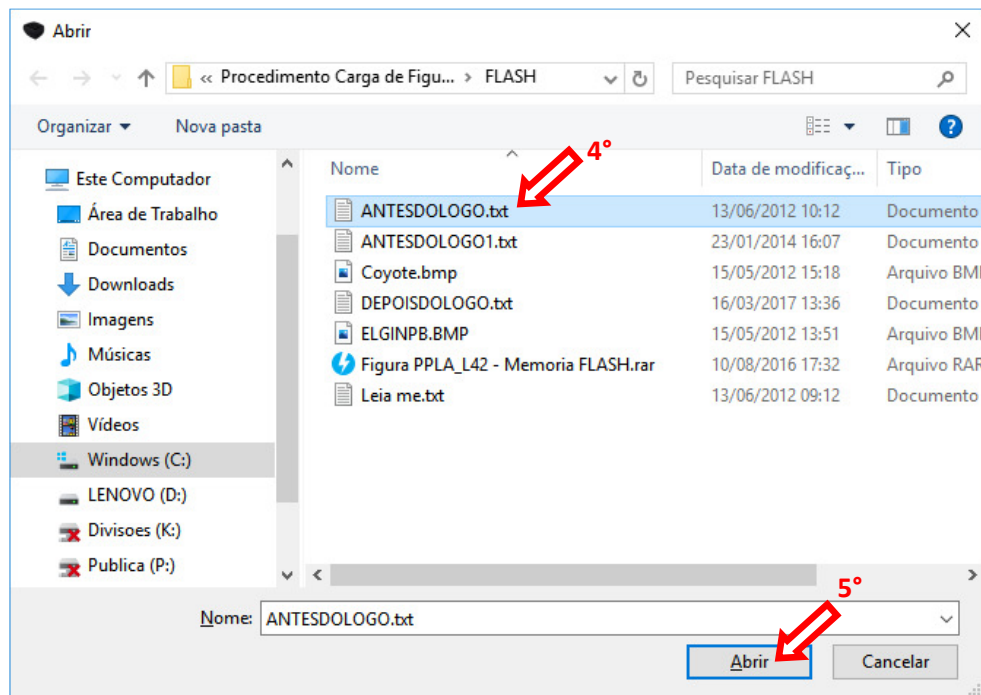 Abrir
« Procedimento Carga de Figu... > FLASH
Pesquisar FLASH
Organizar
Nova pasta
Este Computador
Área de Trabalho
Documentos
Downloads
Imagens
Músicas
Objetos 3D
Vídeos
Windows (C:)
LENOVO (D:)
Divisoes (K:)
Publica (P:)
4°
Nome Data de modificaç... Tipo
ANTESDOLOGO.txt 13/06/2012 10:12 Documento
ANTESDOLOGO1.txt 23/01/2014 16:07 Documento
Coyote.bmp 15/05/2012 15:18 Arquivo BM
DEPOISDOLOGO.txt 16/03/2017 13:36 Documento
ELGINPB.BMP 15/05/2012 13:51 Arquivo BM
Figura PPLA_L42 - Memoria FLASH.rar 10/08/2016 17:32 Arquivo RAR
Leia me.txt 13/06/2012 09:12 Documento
5°
Nome: ANTESDOLOGO.txt
Abrir Cancelar